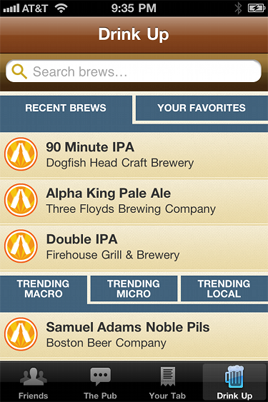 AT&T 9:35 PM
Drink Up
Search brews...
RECENT BREWS YOUR FAVORITES
90 Minute IPA
Dogfish Head Craft Brewery
Alpha King Pale Ale
Three Floyds Brewing Company
Double IPA
Firehouse Grill & Brewery
TRENDING MACRO TRENDING MICRO TRENDING LOCAL
Samuel Adams Noble Pils
Boston Beer Company
Friends The Pub Your Tab Drink Up